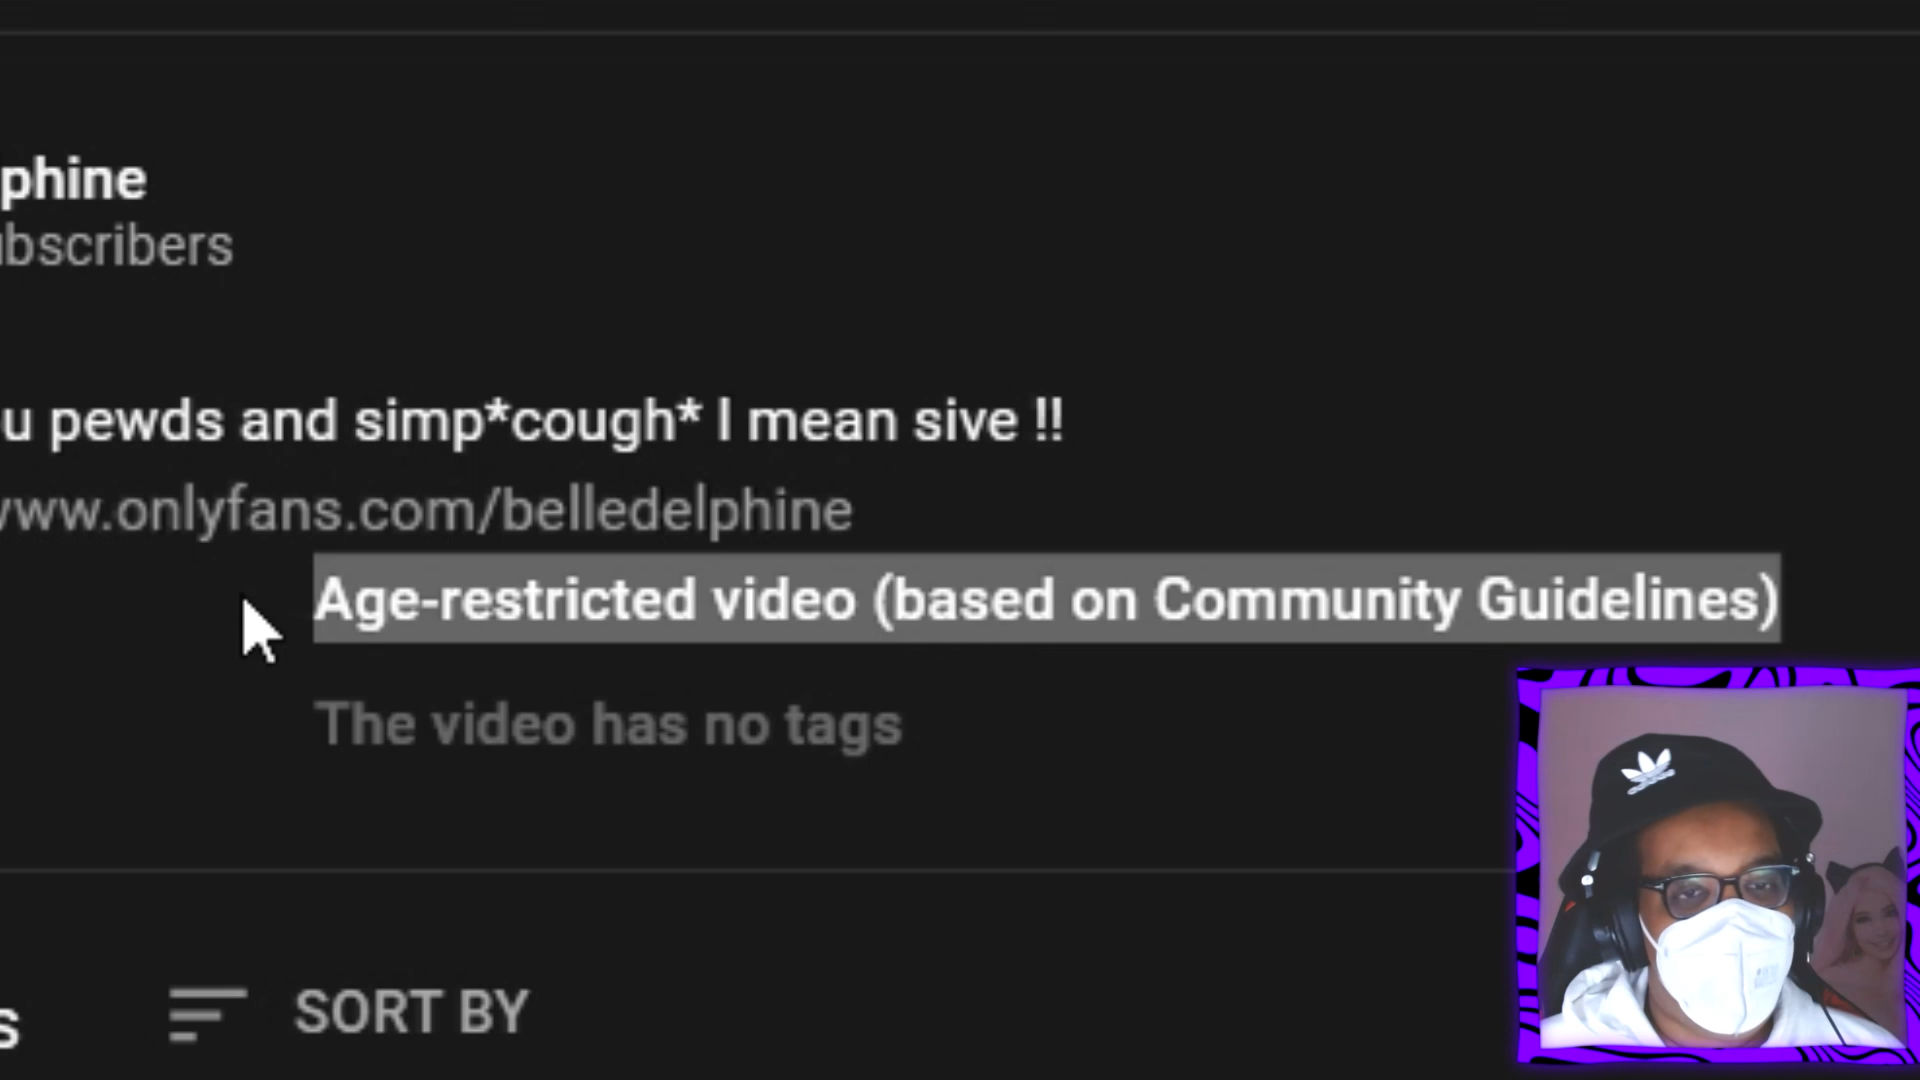 phine
bscribers
u pewds and simp*cough* I mean sive !!
www.onlyfans.com/belledelphine
Age-restricted video (based on Community Guidelines)
The video has no tags
s
SORT BY